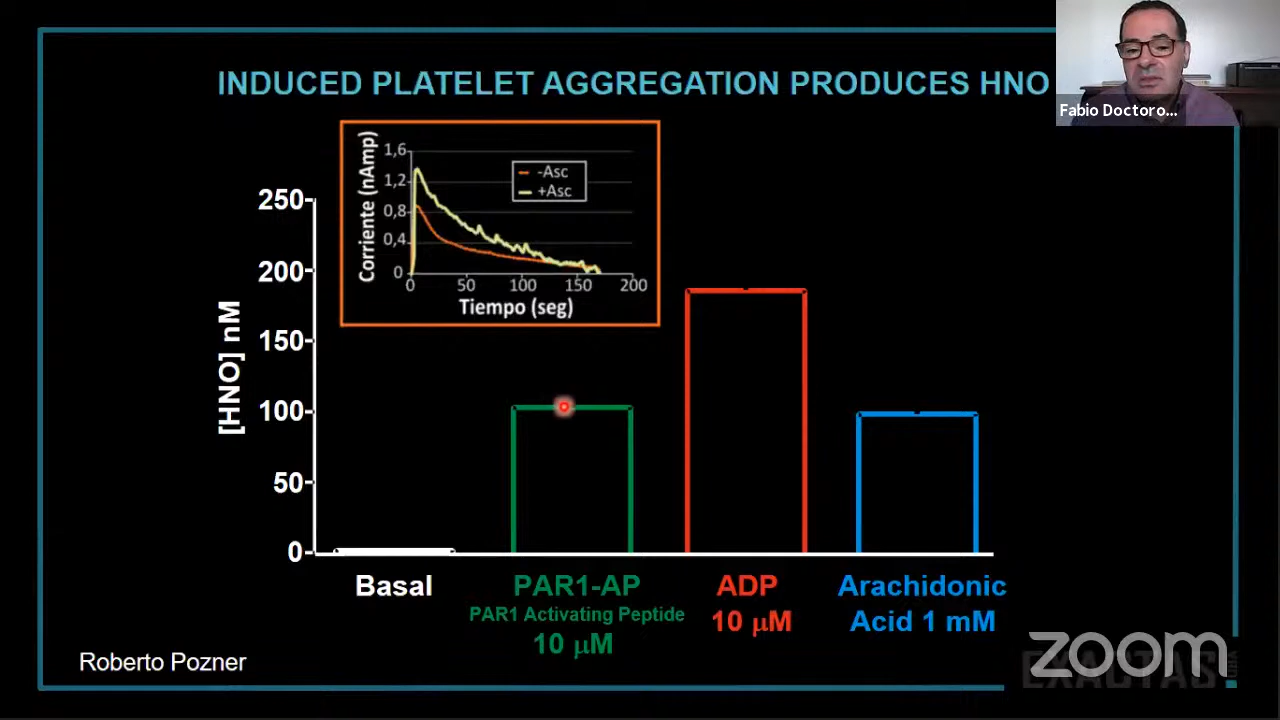 INDUCED PLATELET AGGREGATION PRODUCES HNO
Fabio Doctoro...
Corriente (nAmp)
1,6
1,2
0,8
0,4
0
-Asc
+Asc
0 50 100 150 200
Tiempo (seg)
[HNO] nM
250
200
150
100
50
0
Basal
PAR1-AP
PAR1 Activating Peptide
10 μM
ADP
10 μM
Arachidonic
Acid 1 mM
Roberto Pozner
zoom
EXACTAS